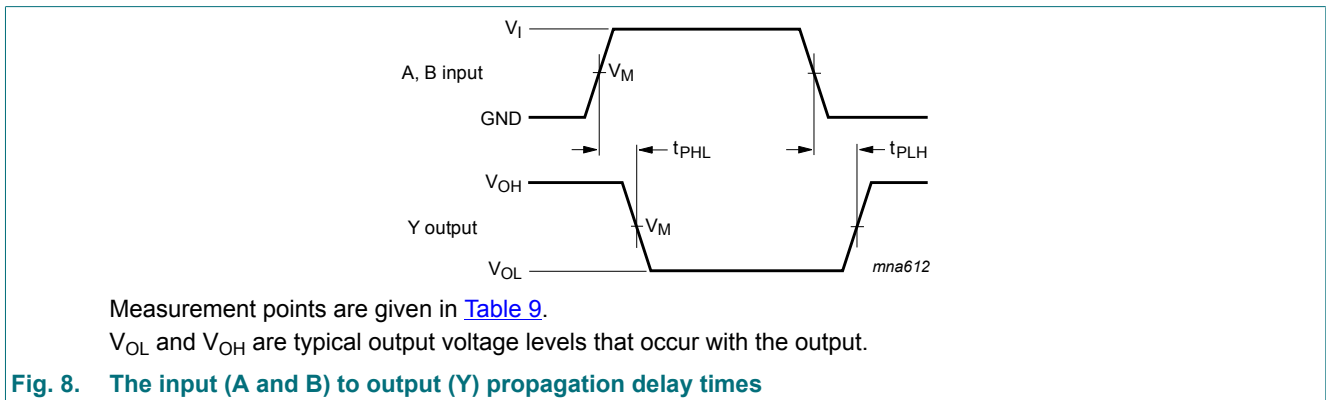 V_I
A, B input
V_M
GND
t_PHL
t_PLH
V_OH
Y output
V_M
V_OL
mna612
Measurement points are given in Table 9.
V_OL and V_OH are typical output voltage levels that occur with the output.
Fig. 8. The input (A and B) to output (Y) propagation delay times